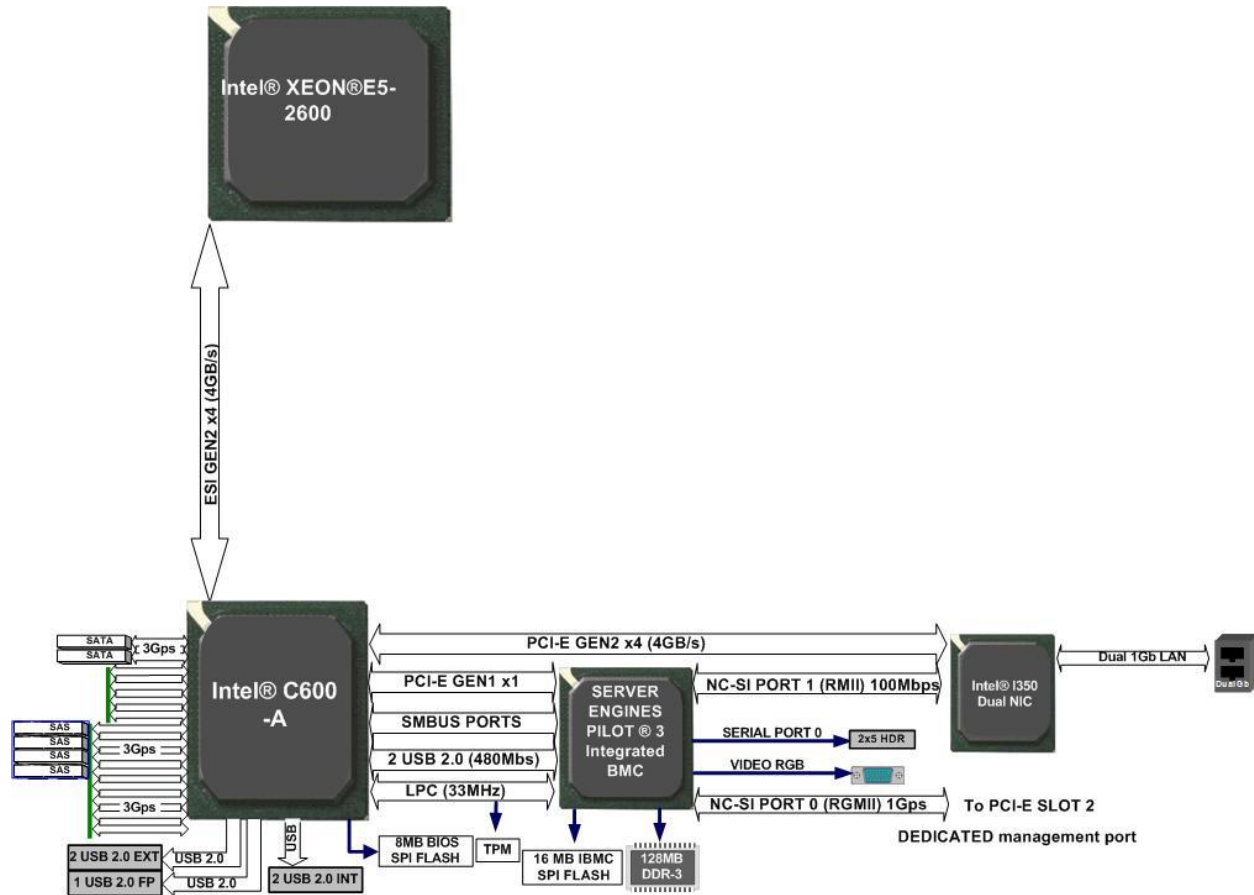 Intel® XEON®E5-
2600
ESI GEN2 x4 (4GB/s)
SATA
SATA
3Gps
SAS
SAS
SAS
SAS
3Gps
3Gps
Intel® C600
-A
PCI-E GEN2 x4 (4GB/s)
PCI-E GEN1 x1
SMBUS PORTS
2 USB 2.0 (480Mbs)
LPC (33MHz)
SERVER
ENGINES
PILOT ® 3
Integrated
BMC
NC-SI PORT 1 (RMII) 100Mbps
SERIAL PORT 0
2x5 HDR
VIDEO RGB
NC-SI PORT 0 (RGMII) 1Gps
To PCI-E SLOT 2
DEDICATED management port
Intel® I350
Dual NIC
Dual 1Gb LAN
Dual Gb
2 USB 2.0 EXT
USB 2.0
1 USB 2.0 FP
USB 2.0
USB
2 USB 2.0 INT
8MB BIOS
SPI FLASH
TPM
16 MB IBMC
SPI FLASH
128MB
DDR-3